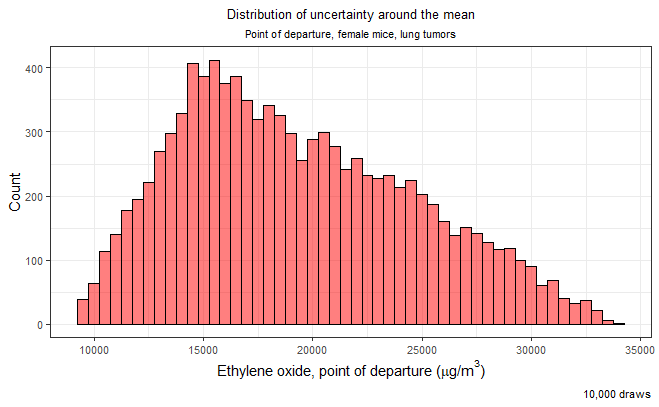 Distribution of uncertainty around the mean
Point of departure, female mice, lung tumors
Count
400
300
200
100
0
10000 15000 20000 25000 30000 35000
Ethylene oxide, point of departure (μg/m³)
10,000 draws